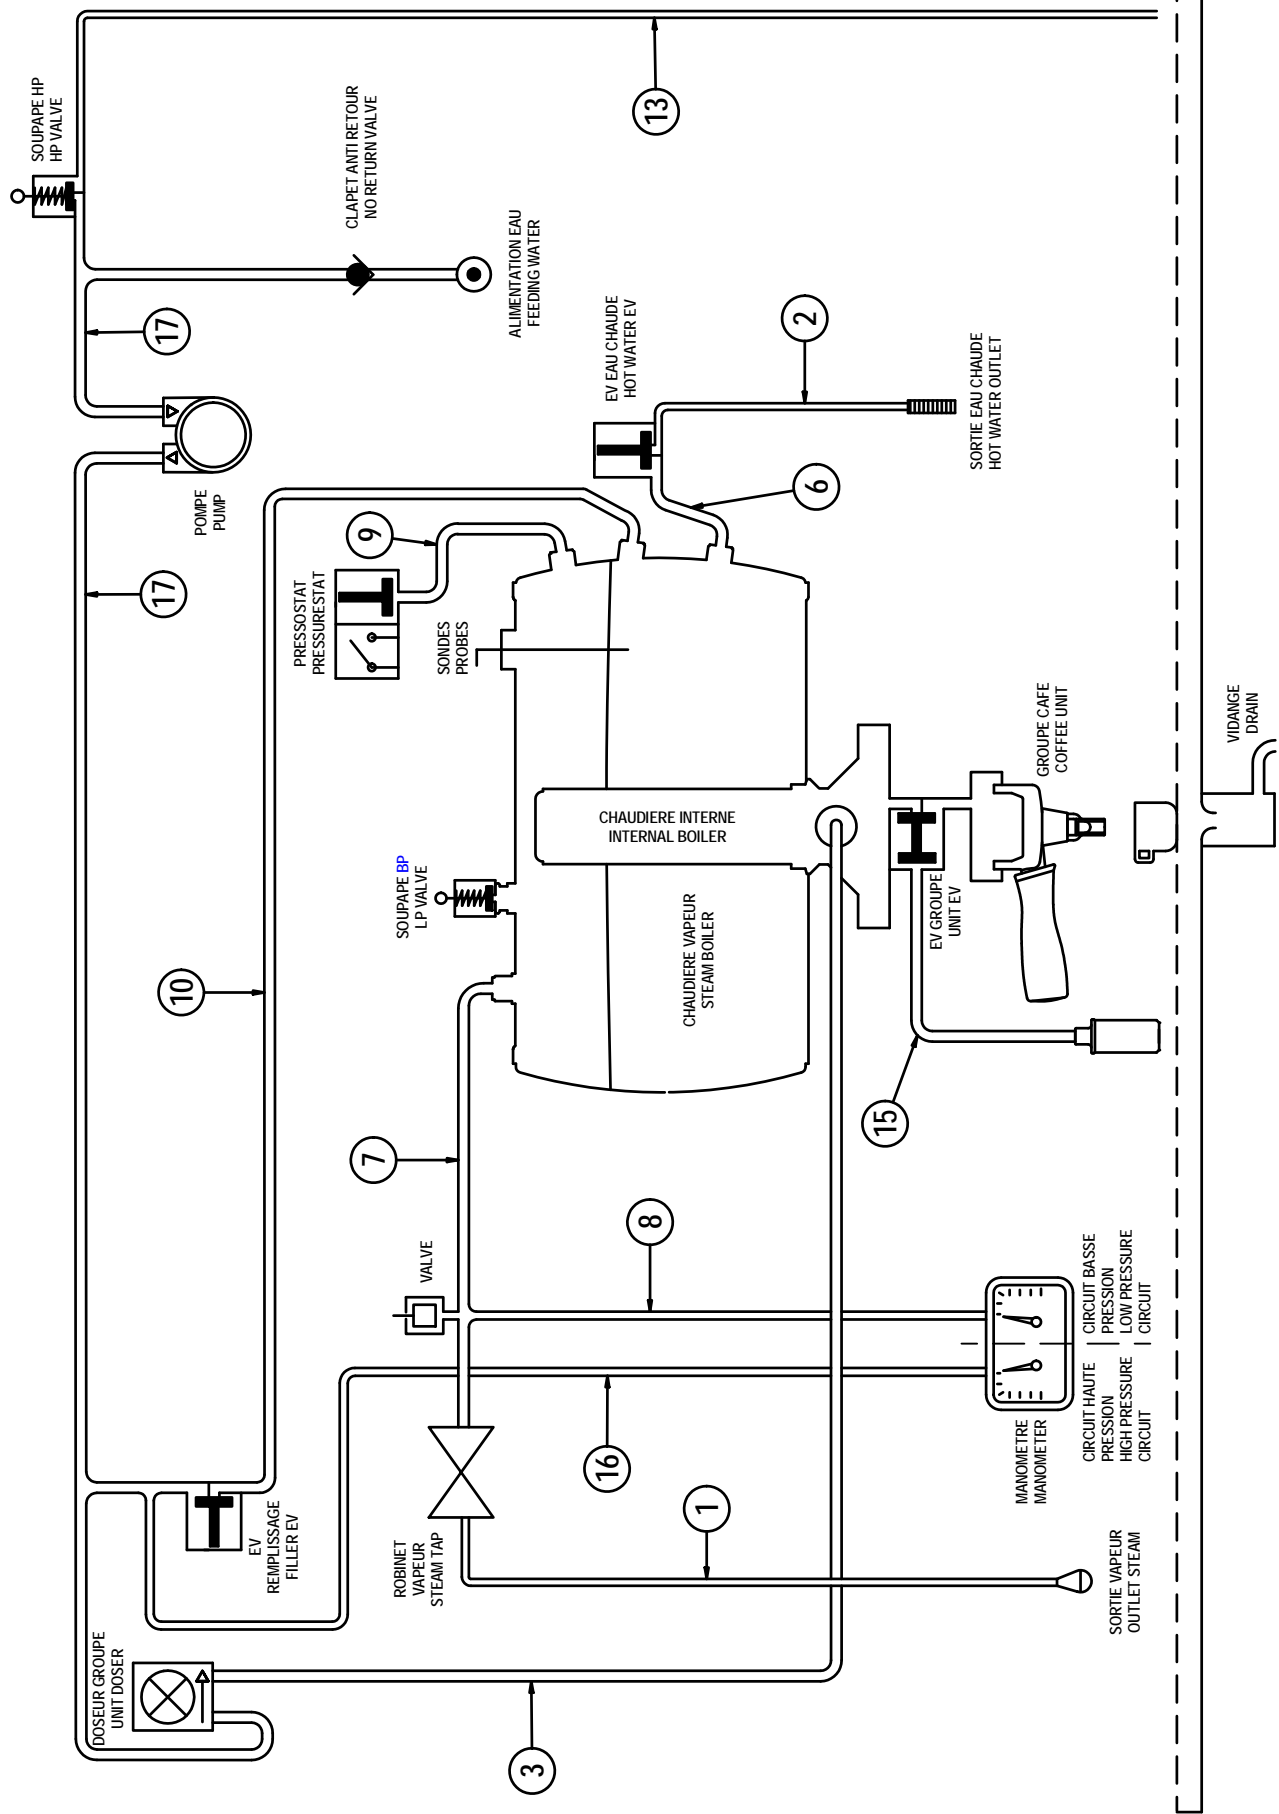 DOSEUR GROUPE
UNIT DOSER
EV
REMPLISSAGE
FILLER EV
10
17
POMPE
PUMP
17
SOUPAPE HP
HP VALVE
CLAPET ANTI RETOUR
NO RETURN VALVE
ALIMENTATION EAU
FEEDING WATER
13
3
ROBINET
VAPEUR
STEAM TAP
VALVE
7
SOUPAPE BP
LP VALVE
SONDES
PROBES
PRESSOSTAT
PRESSURESTAT
9
EV EAU CHAUDE
HOT WATER EV
6
2
SORTIE EAU CHAUDE
HOT WATER OUTLET
CHAUDIERE INTERNE
INTERNAL BOILER
CHAUDIERE VAPEUR
STEAM BOILER
1
16
8
15
EV GROUPE
UNIT EV
GROUPE CAFE
COFFEE UNIT
MANOMETRE
MANOMETER
CIRCUIT HAUTE
PRESSION
HIGH PRESSURE
CIRCUIT
CIRCUIT BASSE
PRESSION
LOW PRESSURE
CIRCUIT
SORTIE VAPEUR
OUTLET STEAM
VIDANGE
DRAIN